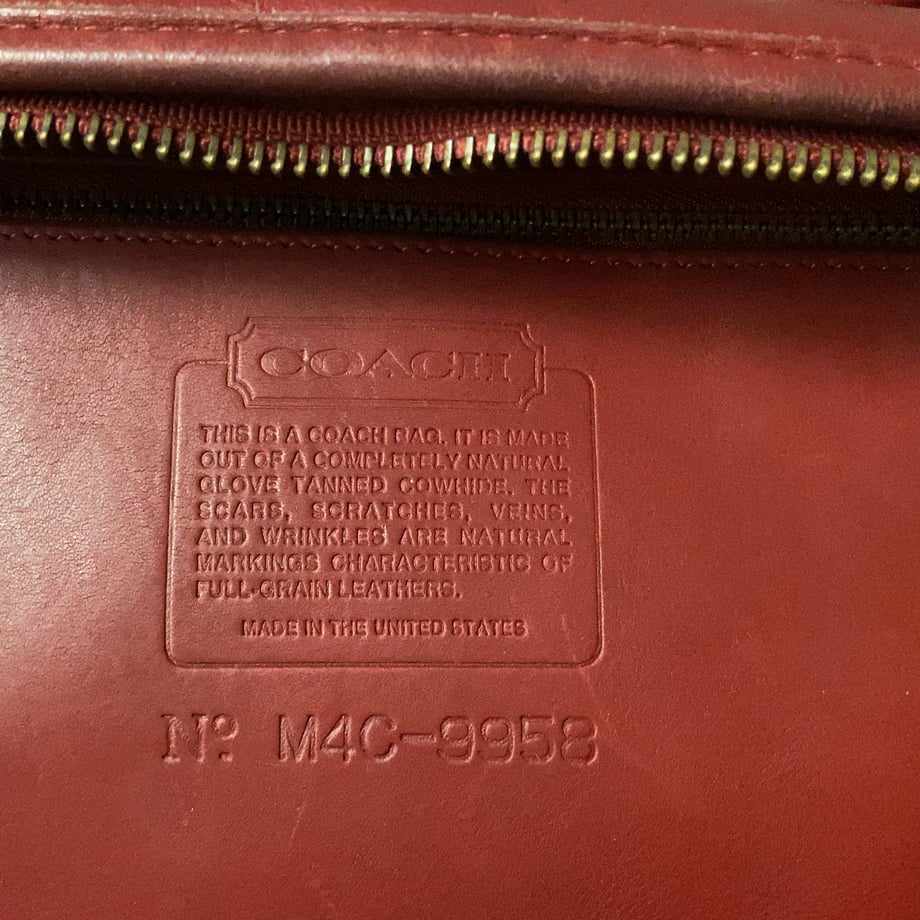 COACH
THIS IS A COACH BAG. IT IS MADE
OUT OF A COMPLETELY NATURAL
GLOVE TANNED COWHIDE. THE
SCARS, SCRATCHES, VEINS,
AND WRINKLES ARE NATURAL
MARKINGS CHARACTERISTIC OF
FULL-GRAIN LEATHERS.
MADE IN THE UNITED STATES
Nº M4C-9958